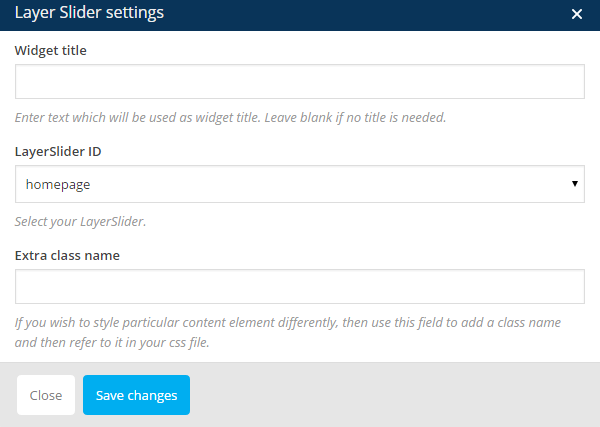 Layer Slider settings
Widget title
Enter text which will be used as widget title. Leave blank if no title is needed.
LayerSlider ID
homepage
Select your LayerSlider.
Extra class name
If you wish to style particular content element differently, then use this field to add a class name
and then refer to it in your css file.
Close Save changes